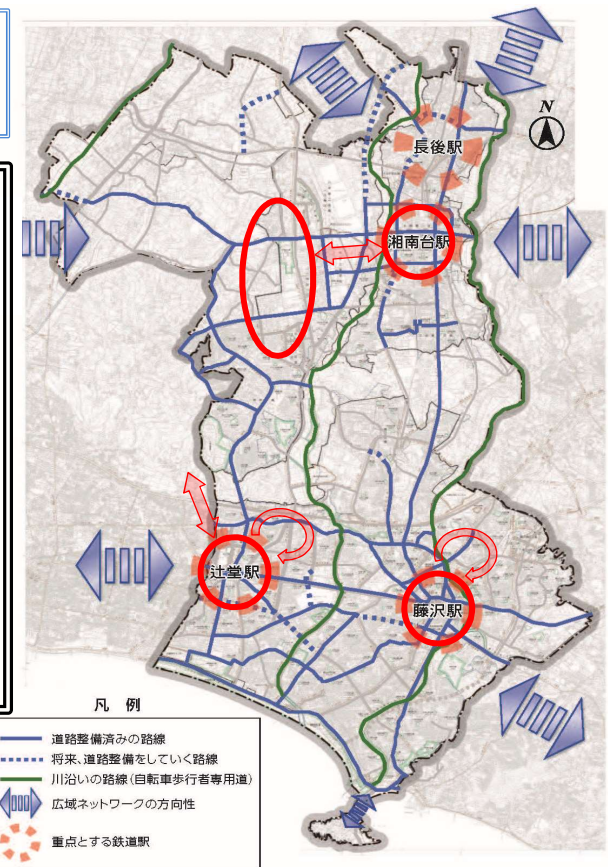 N
長後駅
湘南台駅
辻堂駅
藤沢駅
凡 例
道路整備済みの路線
将来、道路整備をしていく路線
川沿いの路線(自転車歩行者専用道)
広域ネットワークの方向性
重点とする鉄道駅